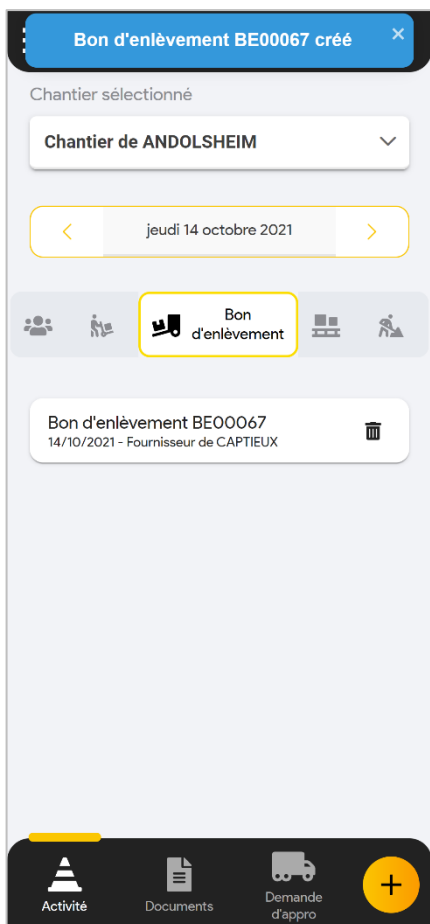 Bon d'enlèvement BE00067 créé
Chantier sélectionné
Chantier de ANDOLSHEIM
jeudi 14 octobre 2021
Bon
d'enlèvement
Bon d'enlèvement BE00067
14/10/2021 - Fournisseur de CAPTIEUX
Activité
Documents
Demande
d'appro